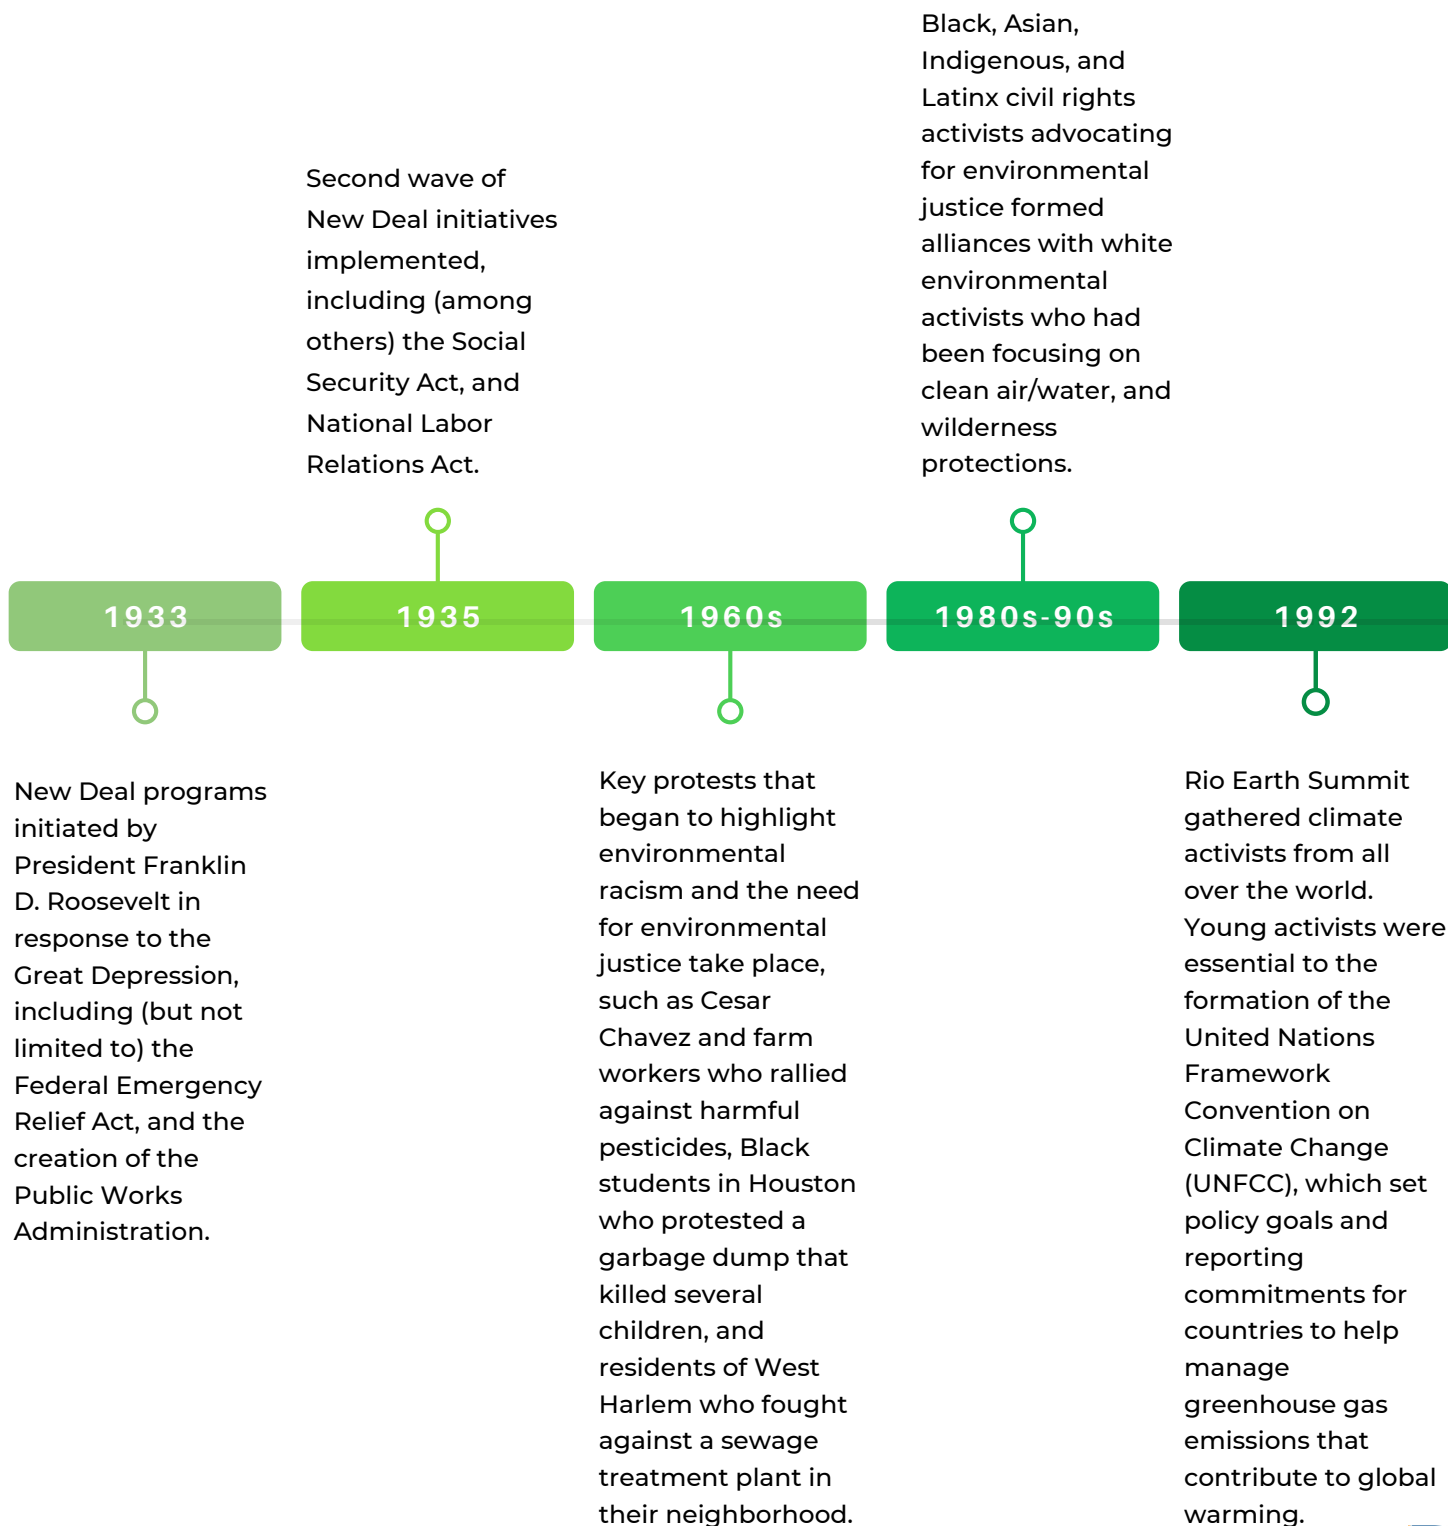 1933
New Deal programs
initiated by
President Franklin
D. Roosevelt in
response to the
Great Depression,
including (but not
limited to) the
Federal Emergency
Relief Act, and the
creation of the
Public Works
Administration.
Second wave of
New Deal initiatives
implemented,
including (among
others) the Social
Security Act, and
National Labor
Relations Act.
1935
1960s
Key protests that
began to highlight
environmental
racism and the need
for environmental
justice take place,
such as Cesar
Chavez and farm
workers who rallied
against harmful
pesticides, Black
students in Houston
who protested a
garbage dump that
killed several
children, and
residents of West
Harlem who fought
against a sewage
treatment plant in
their neighborhood.
Black, Asian,
Indigenous, and
Latinx civil rights
activists advocating
for environmental
justice formed
alliances with white
environmental
activists who had
been focusing on
clean air/water, and
wilderness
protections.
1980s-90s
1992
Rio Earth Summit
gathered climate
activists from all
over the world.
Young activists were
essential to the
formation of the
United Nations
Framework
Convention on
Climate Change
(UNFCC), which set
policy goals and
reporting
commitments for
countries to help
manage
greenhouse gas
emissions that
contribute to global
warming.